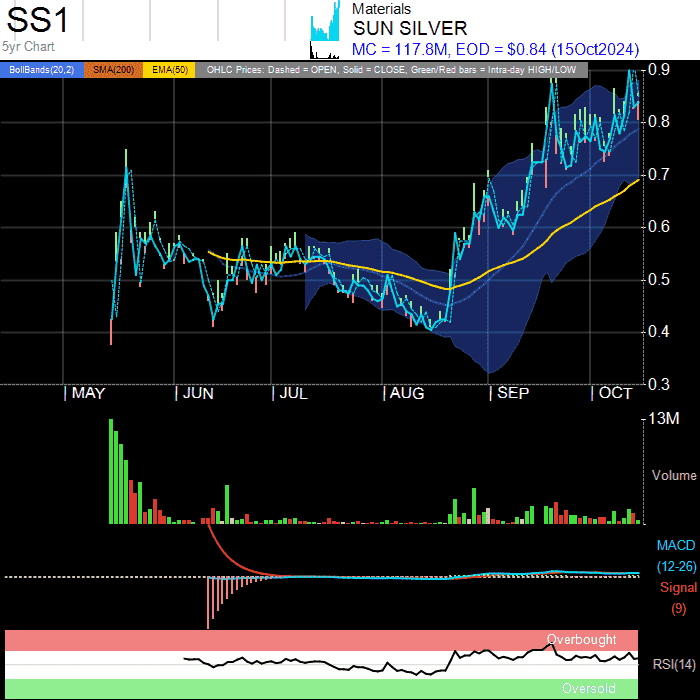 SS1
5yr Chart
Materials
SUN SILVER
MC = 117.8M, EOD = $0.84 (15Oct2024)
BollBands(20,2) SMA(200) EMA(50) OHLC Prices: Dashed = OPEN, Solid = CLOSE, Green/Red bars = Intra-day HIGH/LOW
0.9
0.8
0.7
0.6
0.5
0.4
0.3
MAY JUN JUL AUG SEP OCT
13M
Volume
MACD
(12-26)
Signal
(9)
Overbought
RSI(14)
Oversold